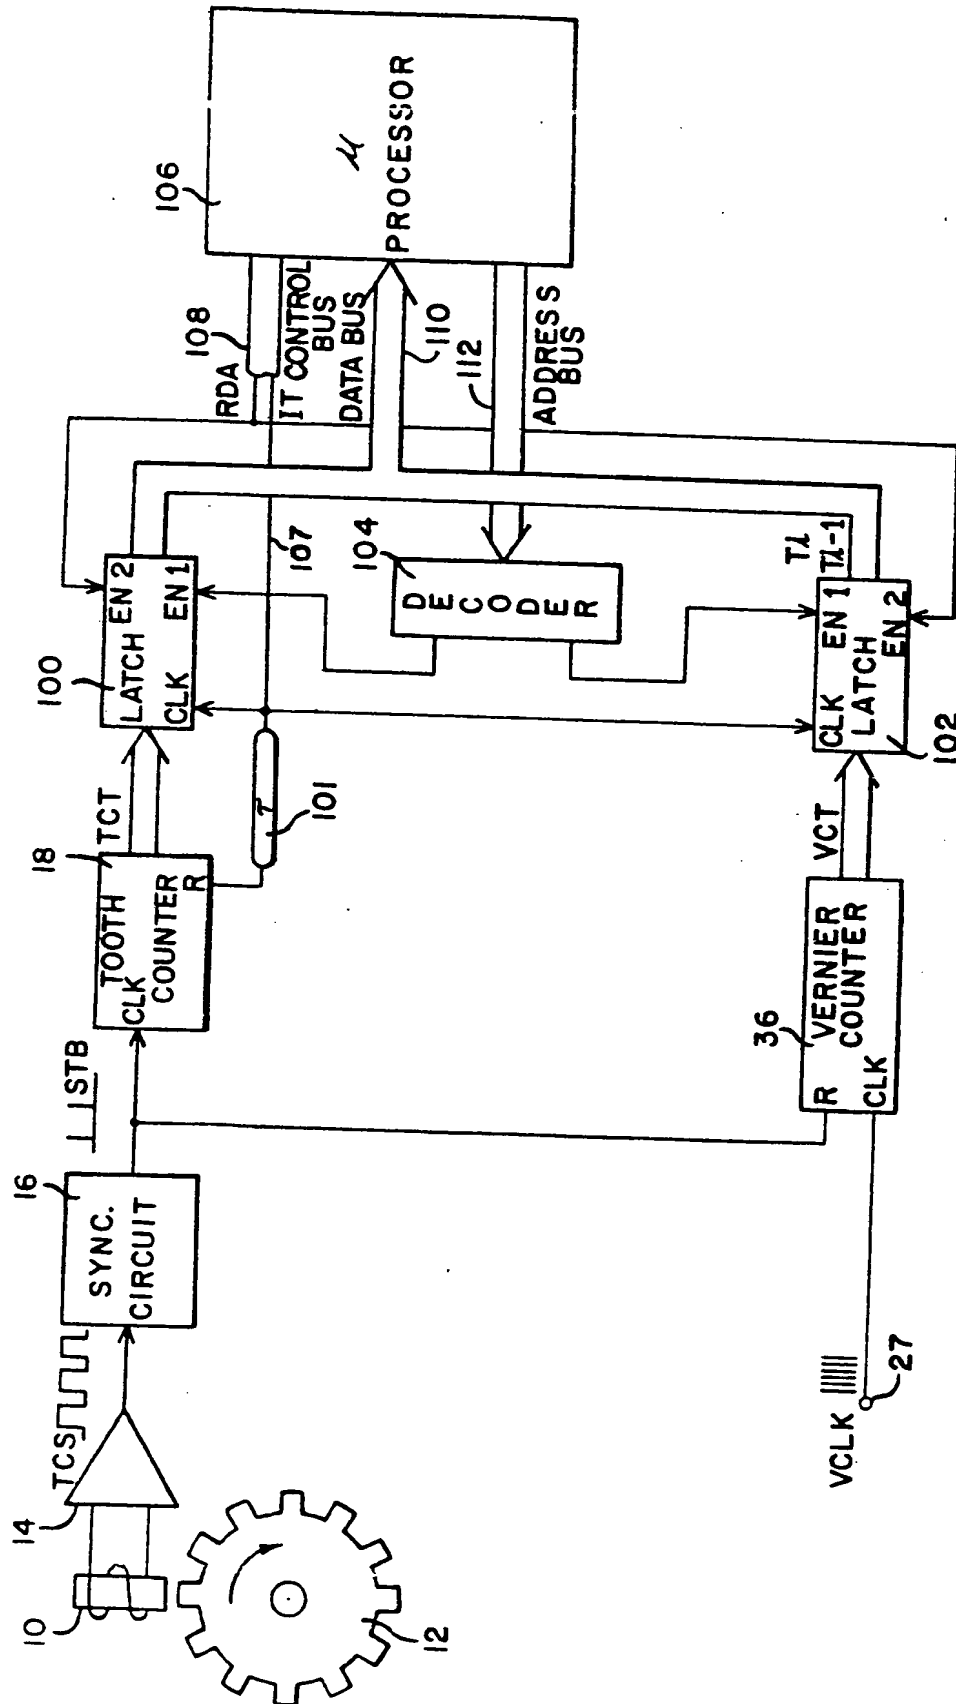 10
14
TCS
12
16
SYNC.
CIRCUIT
STB
18
TOOTH
CLK
COUNTER
R
TCT
τ
101
100
LATCH
CLK
EN 2
EN 1
107
RDA
108
IT CONTROL
BUS
DATA BUS
110
112
ADDRESS
BUS
106
μ
PROCESSOR
104
DECODER
VCLK
27
36
VERNIER
COUNTER
R
CLK
VCT
CLK
LATCH
EN 1
EN 2
102
Ti
Ti-1